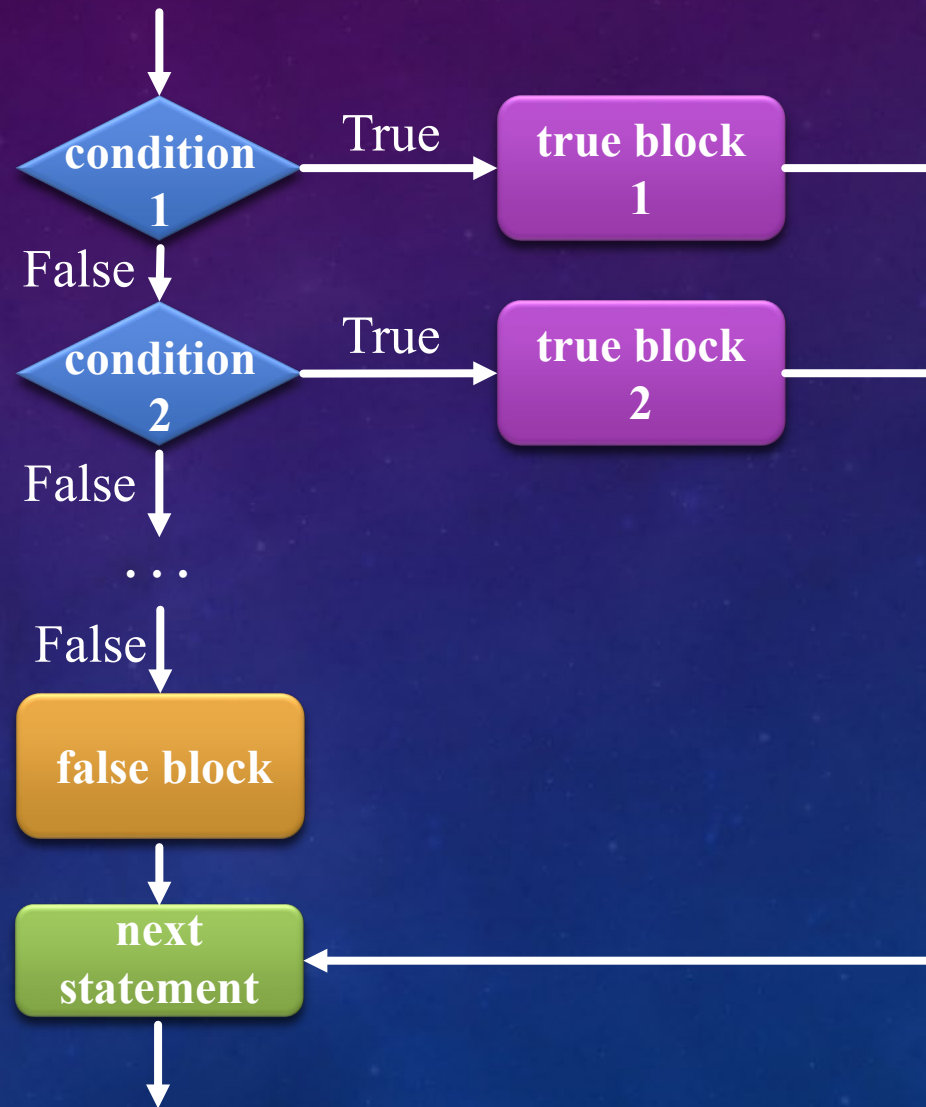 condition
1
True
true block
1
False
condition
2
True
true block
2
False
...
False
false block
next
statement